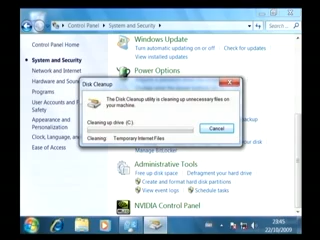 Control Panel
System and Security
Search ...
Control Panel Home
System and Security
Network and Internet
Hardware and Sound
Programs
User Accounts and Family
Safety
Appearance and
Personalization
Clock, Language, and
Ease of Access
Windows Update
Turn automatic updating on or off
Check for updates
View installed updates
Power Options
Disk Cleanup
The Disk Cleanup utility is cleaning up unnecessary files on
your machine.
Cleaning up drive (C:).
Cancel
Cleaning: Temporary Internet Files
Manage BitLocker
Administrative Tools
Free up disk space
Defragment your hard drive
Create and format hard disk partitions
View event logs
Schedule tasks
NVIDIA Control Panel
23:45
22/10/2009